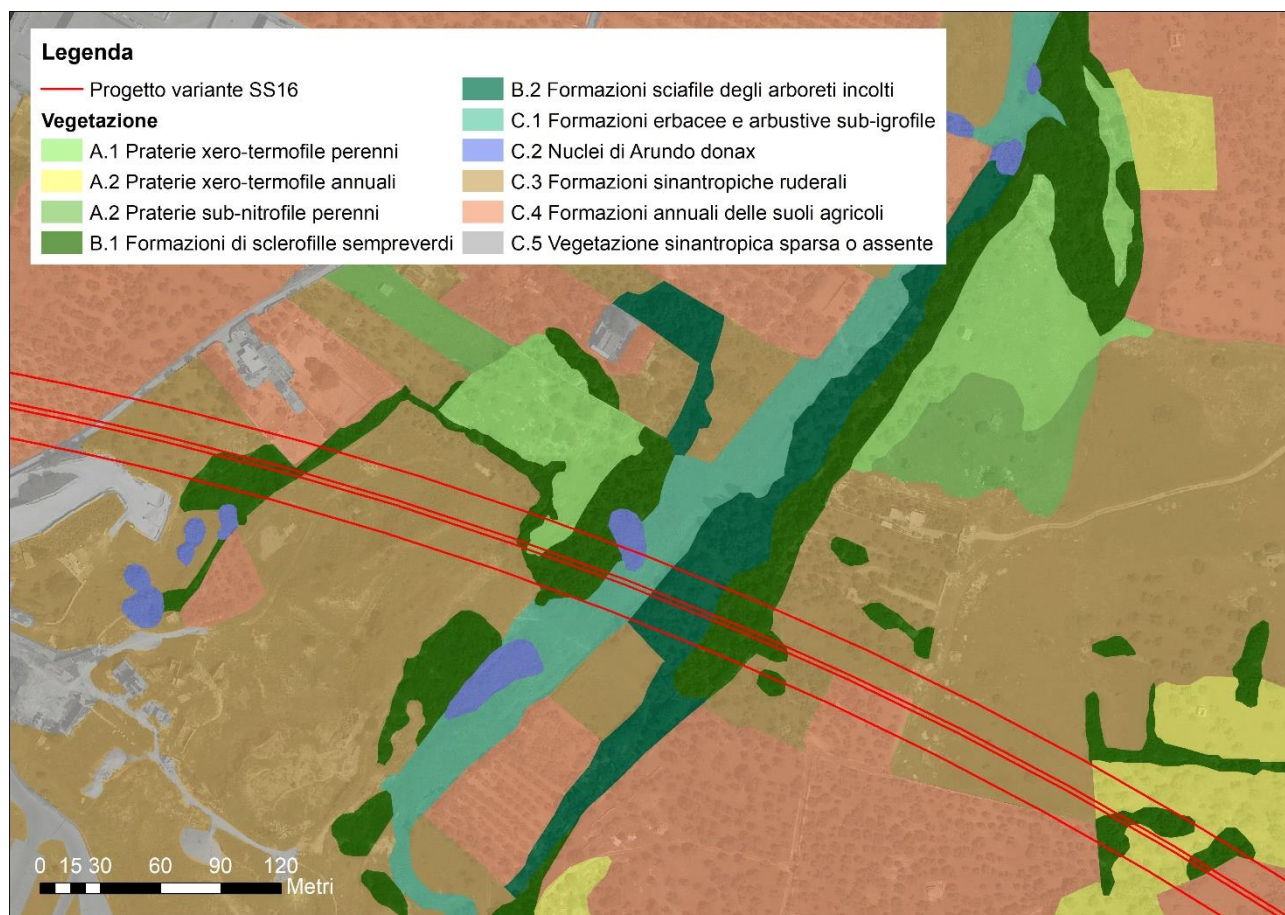 Legenda
Progetto variante SS16
Vegetazione
A.1 Praterie xero-termofile perenni
A.2 Praterie xero-termofile annuali
A.2 Praterie sub-nitrofile perenni
B.1 Formazioni di sclerofille sempreverdi
B.2 Formazioni sciafile degli arboreti incolti
C.1 Formazioni erbacee e arbustive sub-igrofile
C.2 Nuclei di Arundo donax
C.3 Formazioni sinantropiche ruderali
C.4 Formazioni annuali delle suoli agricoli
C.5 Vegetazione sinantropica sparsa o assente
0 15 30 60 90 120
Metri